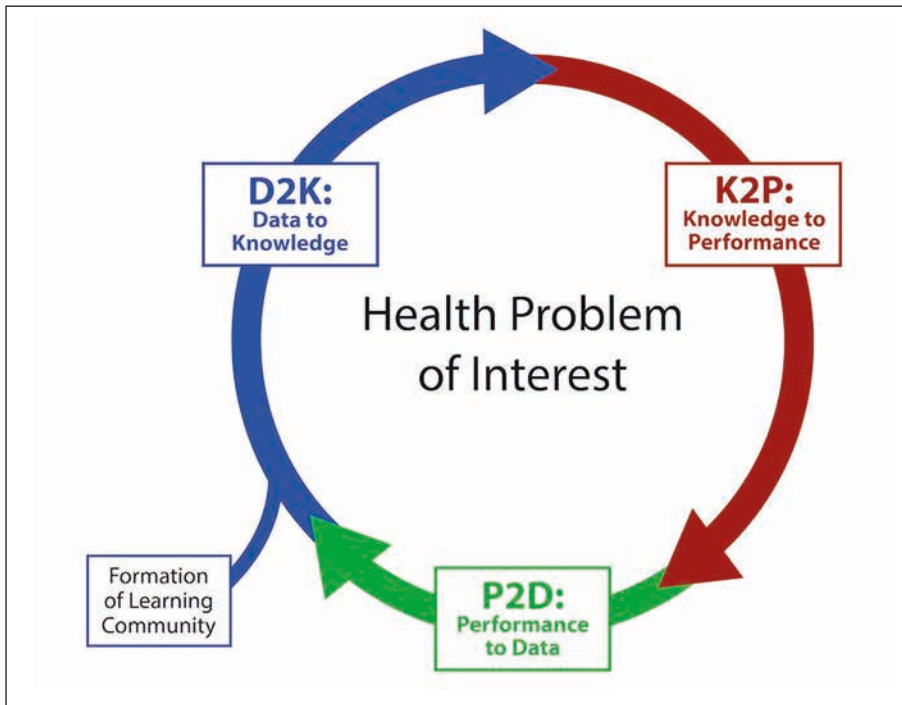 D2K:
Data to
Knowledge
K2P:
Knowledge to
Performance
Health Problem
of Interest
Formation
of Learning
Community
P2D:
Performance
to Data